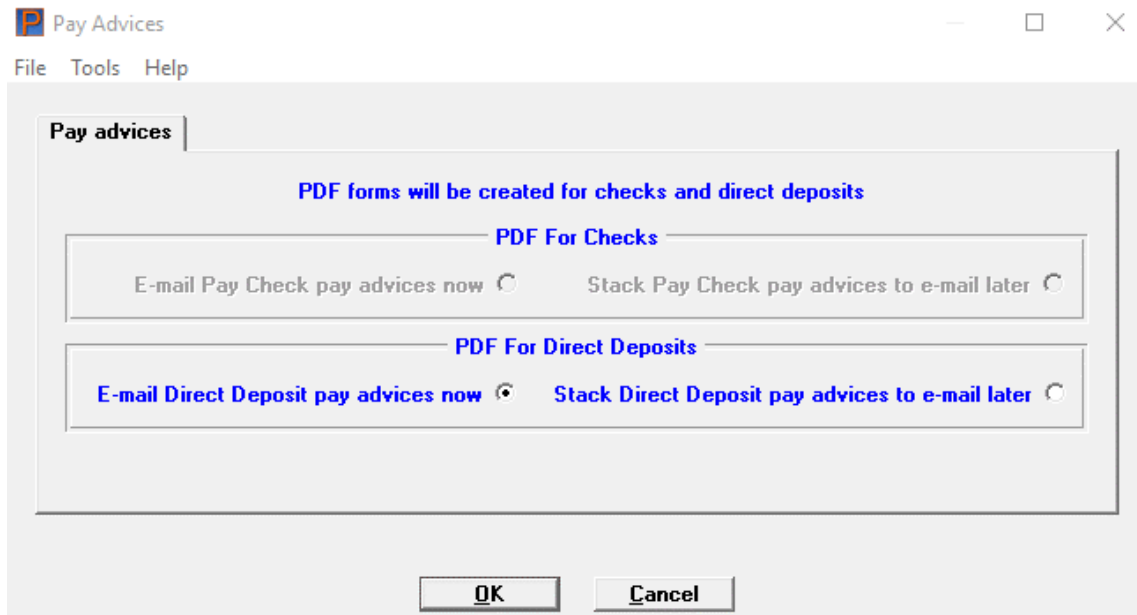 P Pay Advices
File Tools Help
Pay advices
PDF forms will be created for checks and direct deposits
PDF For Checks
E-mail Pay Check pay advices now Stack Pay Check pay advices to e-mail later
PDF For Direct Deposits
E-mail Direct Deposit pay advices now Stack Direct Deposit pay advices to e-mail later
OK Cancel